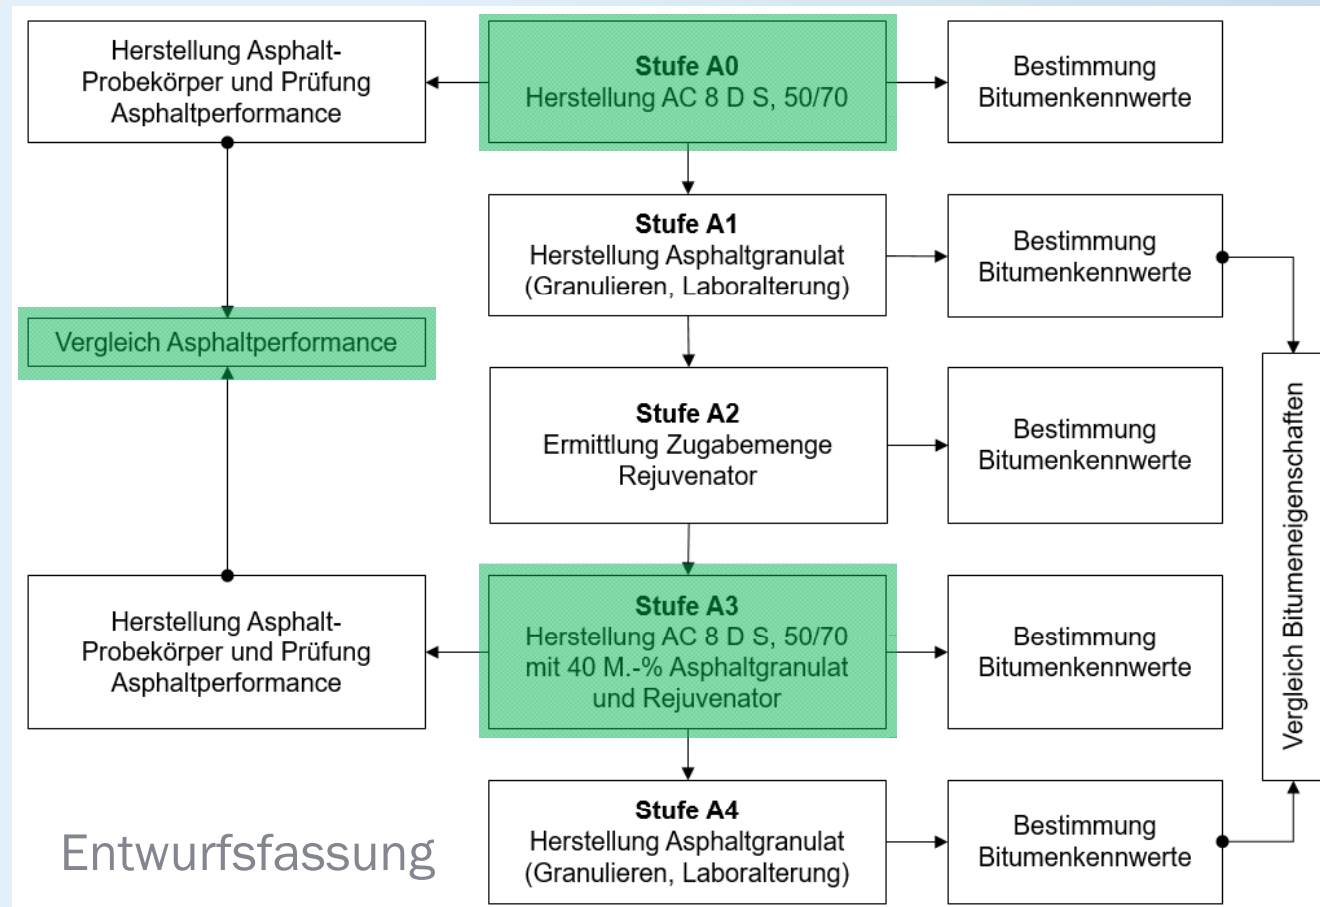 Herstellung Asphalt-
Probekörper und Prüfung
Asphaltperformance
Stufe A0
Herstellung AC 8 D S, 50/70
Bestimmung
Bitumenkennwerte
Stufe A1
Herstellung Asphaltgranulat
(Granulieren, Laboralterung)
Bestimmung
Bitumenkennwerte
Vergleich Asphaltperformance
Stufe A2
Ermittlung Zugabemenge
Rejuvenator
Bestimmung
Bitumenkennwerte
Vergleich Bitumeneigenschaften
Herstellung Asphalt-
Probekörper und Prüfung
Asphaltperformance
Stufe A3
Herstellung AC 8 D S, 50/70
mit 40 M.-% Asphaltgranulat
und Rejuvenator
Bestimmung
Bitumenkennwerte
Stufe A4
Herstellung Asphaltgranulat
(Granulieren, Laboralterung)
Bestimmung
Bitumenkennwerte
Entwurfsfassung